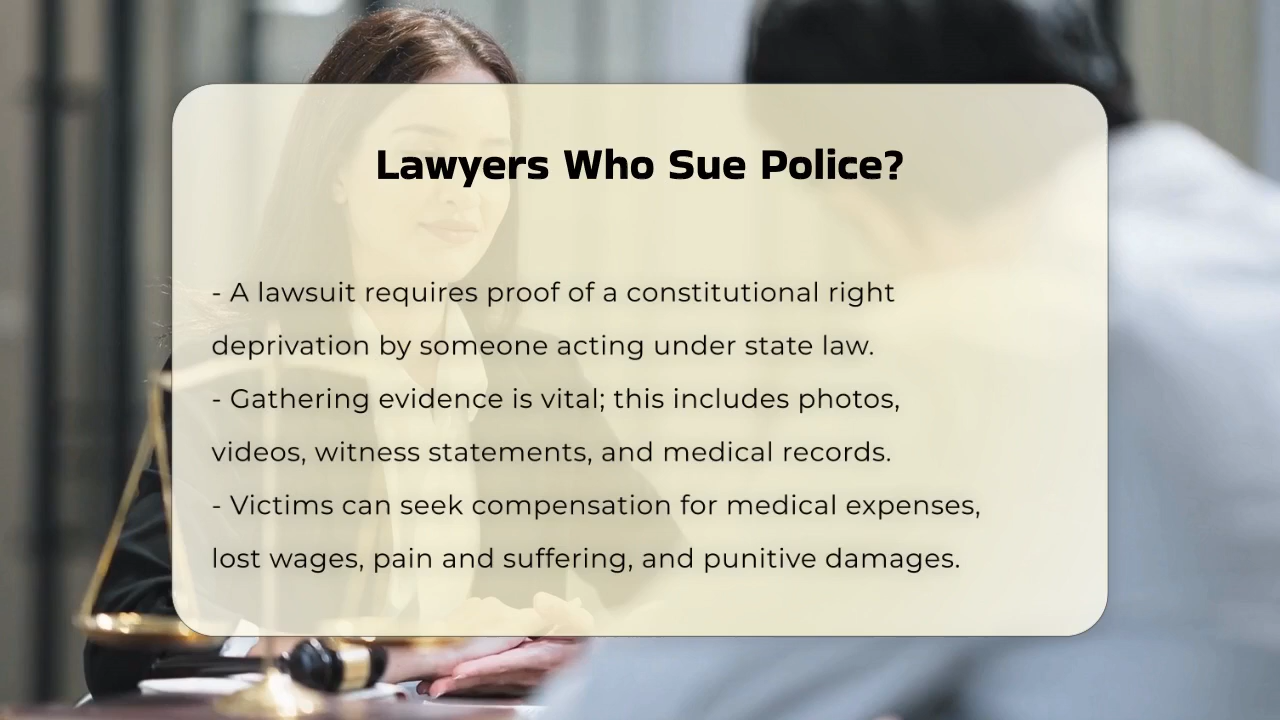 Lawyers Who Sue Police?
- A lawsuit requires proof of a constitutional right
deprivation by someone acting under state law.
- Gathering evidence is vital; this includes photos,
videos, witness statements, and medical records.
- Victims can seek compensation for medical expenses,
lost wages, pain and suffering, and punitive damages.